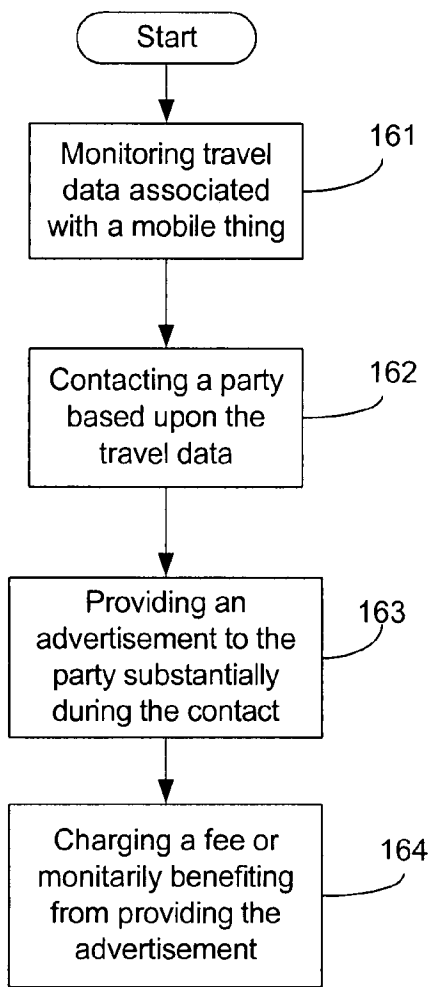 Start
161
Monitoring travel
data associated
with a mobile thing
162
Contacting a party
based upon the
travel data
163
Providing an
advertisement to the
party substantially
during the contact
164
Charging a fee or
monitarily benefiting
from providing the
advertisement